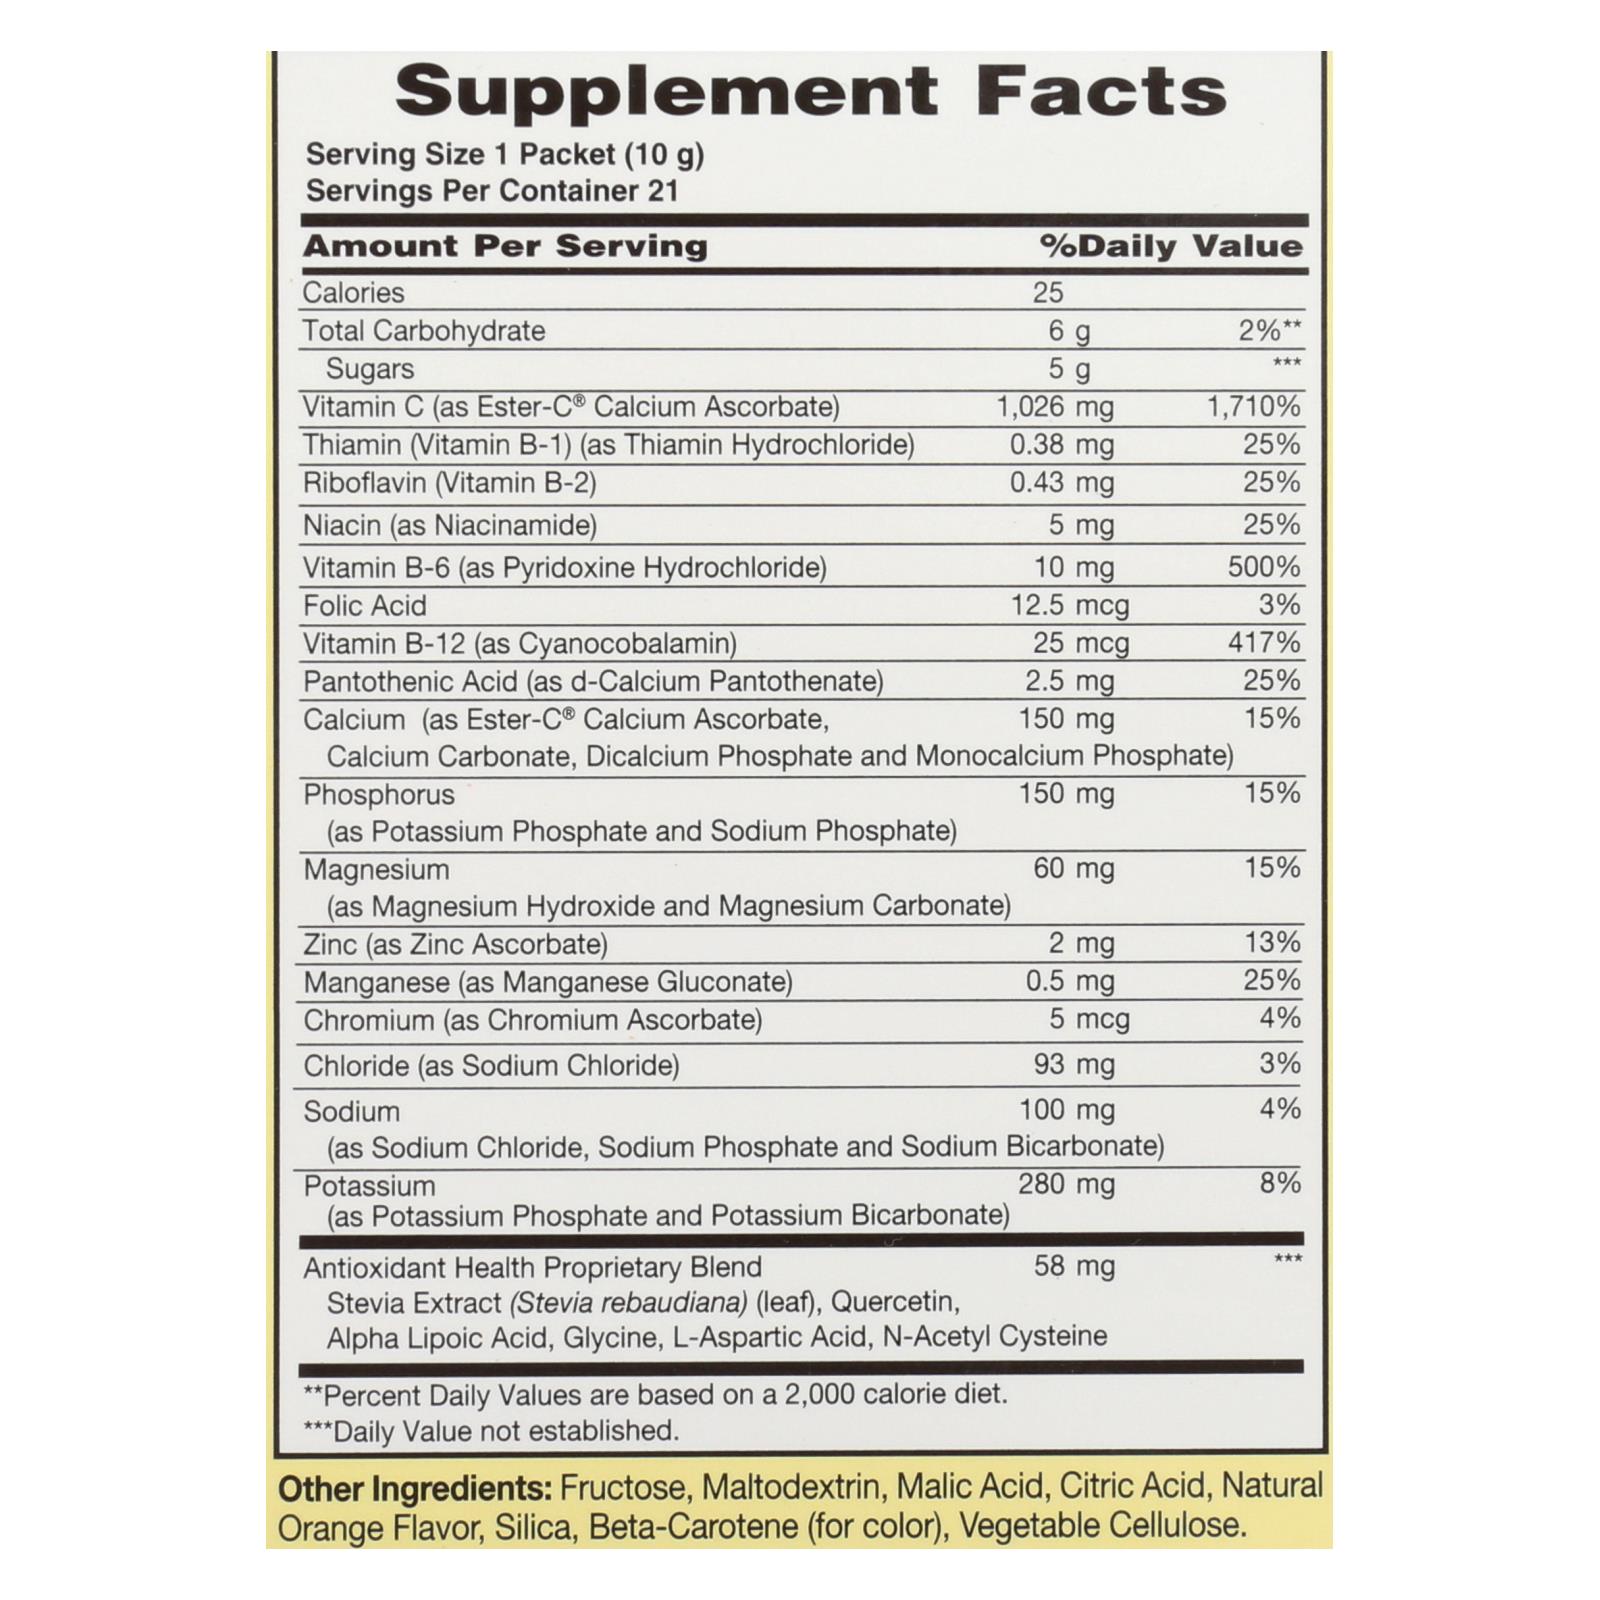 Supplement Facts
Serving Size 1 Packet (10 g)
Servings Per Container 21
Amount Per Serving %Daily Value
Calories 25
Total Carbohydrate 6 g 2%**
Sugars 5 g ***
Vitamin C (as Ester-C® Calcium Ascorbate) 1,026 mg 1,710%
Thiamin (Vitamin B-1) (as Thiamin Hydrochloride) 0.38 mg 25%
Riboflavin (Vitamin B-2) 0.43 mg 25%
Niacin (as Niacinamide) 5 mg 25%
Vitamin B-6 (as Pyridoxine Hydrochloride) 10 mg 500%
Folic Acid 12.5 mcg 3%
Vitamin B-12 (as Cyanocobalamin) 25 mcg 417%
Pantothenic Acid (as d-Calcium Pantothenate) 2.5 mg 25%
Calcium (as Ester-C® Calcium Ascorbate, 150 mg 15%
Calcium Carbonate, Dicalcium Phosphate and Monocalcium Phosphate)
Phosphorus 150 mg 15%
(as Potassium Phosphate and Sodium Phosphate)
Magnesium 60 mg 15%
(as Magnesium Hydroxide and Magnesium Carbonate)
Zinc (as Zinc Ascorbate) 2 mg 13%
Manganese (as Manganese Gluconate) 0.5 mg 25%
Chromium (as Chromium Ascorbate) 5 mcg 4%
Chloride (as Sodium Chloride) 93 mg 3%
Sodium 100 mg 4%
(as Sodium Chloride, Sodium Phosphate and Sodium Bicarbonate)
Potassium 280 mg 8%
(as Potassium Phosphate and Potassium Bicarbonate)
Antioxidant Health Proprietary Blend 58 mg ***
Stevia Extract (Stevia rebaudiana) (leaf), Quercetin,
Alpha Lipoic Acid, Glycine, L-Aspartic Acid, N-Acetyl Cysteine
**Percent Daily Values are based on a 2,000 calorie diet.
***Daily Value not established.
Other Ingredients: Fructose, Maltodextrin, Malic Acid, Citric Acid, Natural
Orange Flavor, Silica, Beta-Carotene (for color), Vegetable Cellulose.